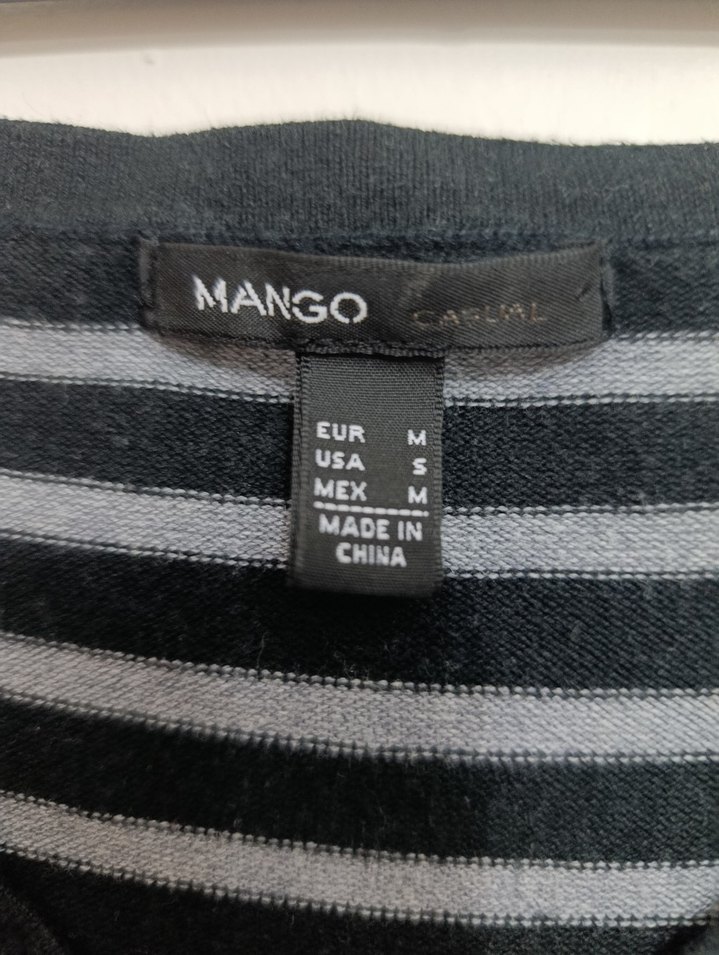 MANGO CASUAL
EUR M
USA S
MEX M
MADE IN
CHINA